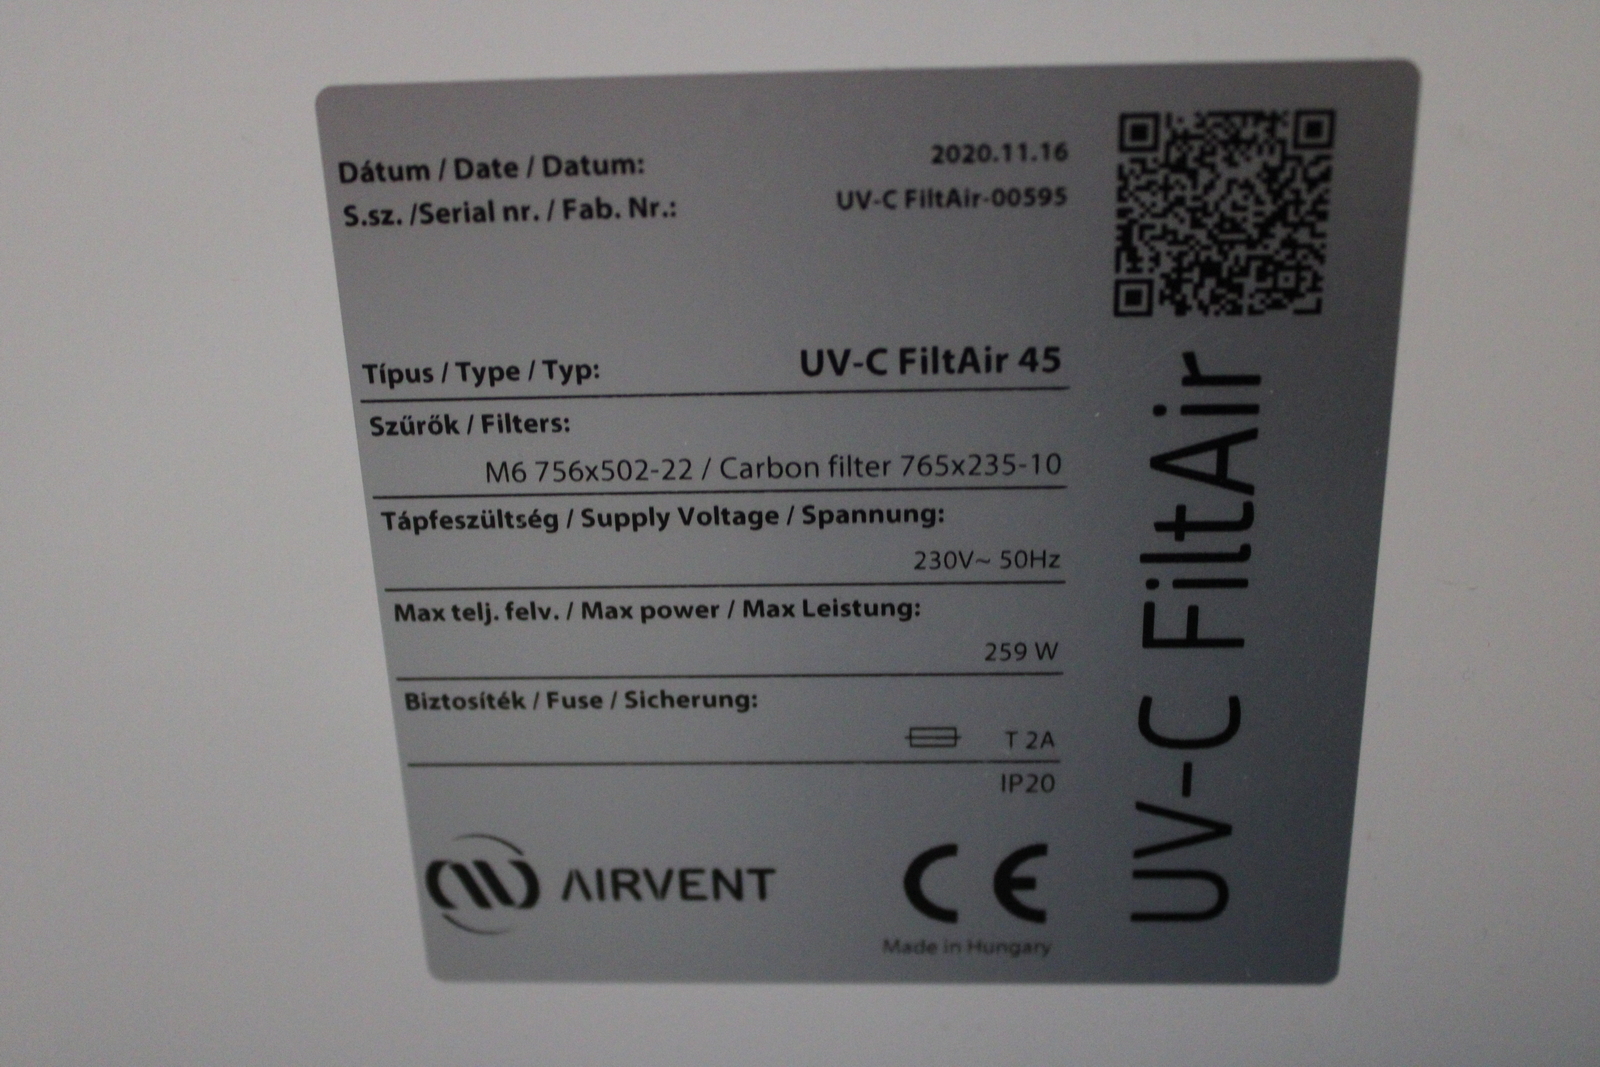 Dátum / Date / Datum: 2020.11.16
S.sz. /Serial nr. / Fab. Nr.: UV-C FiltAir-00595
Típus / Type / Typ: UV-C FiltAir 45
Szűrők / Filters:
M6 756x502-22 / Carbon filter 765x235-10
Tápfeszültség / Supply Voltage / Spannung:
230V~ 50Hz
Max telj. felv. / Max power / Max Leistung:
259 W
Biztosíték / Fuse / Sicherung:
T 2A
IP20
AIRVENT
CE
Made in Hungary
UV-C FiltAir